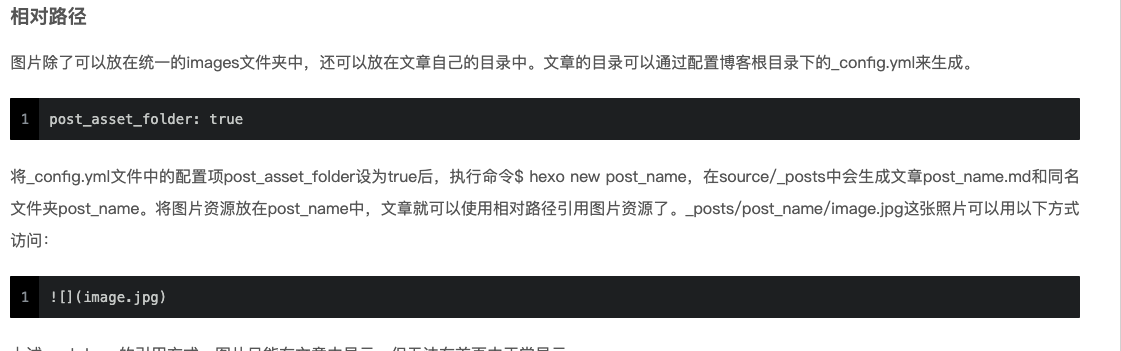 相对路径
图片除了可以放在统一的images文件夹中，还可以放在文章自己的目录中。文章的目录可以通过配置博客根目录下的_config.yml来生成。
1 post_asset_folder: true
将_config.yml文件中的配置项post_asset_folder设为true后，执行命令$ hexo new post_name，在source/_posts中会生成文章post_name.md和同名
文件夹post_name。将图片资源放在post_name中，文章就可以使用相对路径引用图片资源了。_posts/post_name/image.jpg这张照片可以用以下方式
访问：
1 ![](image.jpg)